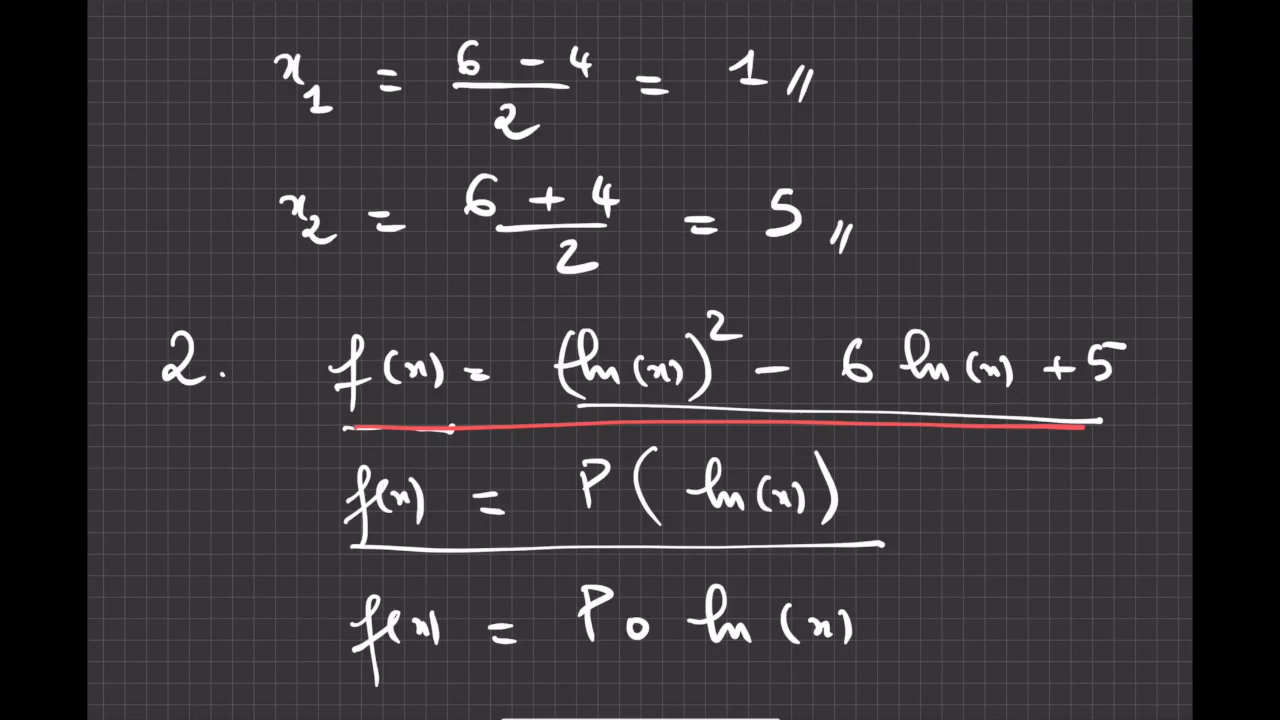 x₁ = (6 - 4)/2 = 1 //
x₂ = (6 + 4)/2 = 5 //
2. f(x) = (ln(x))² - 6 ln(x) + 5
f(x) = P(ln(x))
f(x) = P∘ln(x)